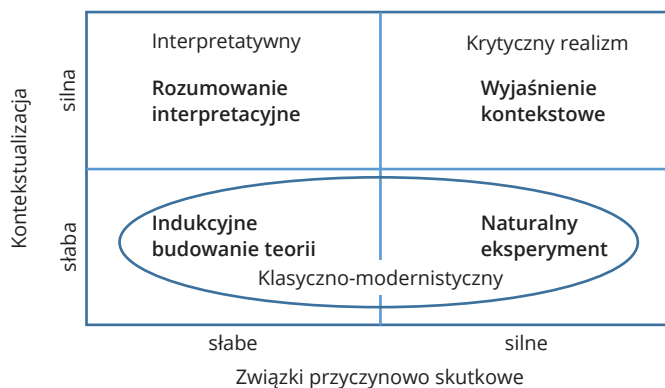 Interpretatywny
Krytyczny realizm
Rozumowanie
interpretacyjne
Wyjaśnienie
kontekstowe
Kontekstualizacja
silna
słaba
Indukcyjne
budowanie teorii
Naturalny
eksperyment
Klasyczno-modernistyczny
słabe
silne
Związki przyczynowo skutkowe